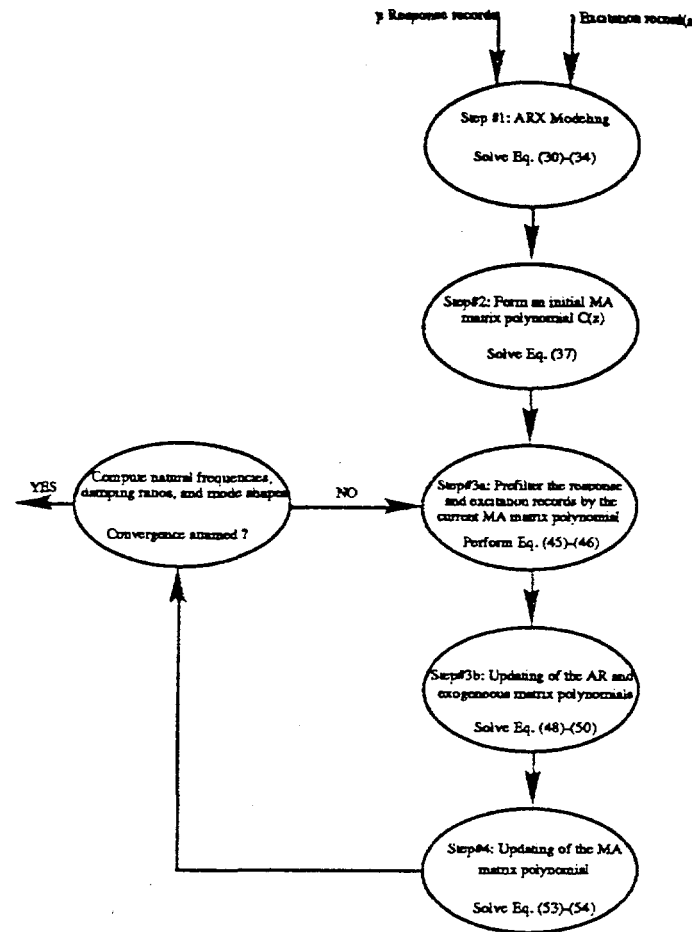 p Response records
Excitation record(s
Step #1: ARX Modeling
Solve Eq. (30)–(34)
Step#2: Form an initial MA
matrix polynomial C(z)
Solve Eq. (37)
Compute natural frequencies,
damping ratios, and mode shapes
Convergence attained ?
YES
NO
Step#3a: Prefilter the response
and excitation records by the
current MA matrix polynomial
Perform Eq. (45)–(46)
Step#3b: Updating of the AR and
exogeneous matrix polynomials
Solve Eq. (48)–(50)
Step#4: Updating of the MA
matrix polynomial
Solve Eq. (53)–(54)